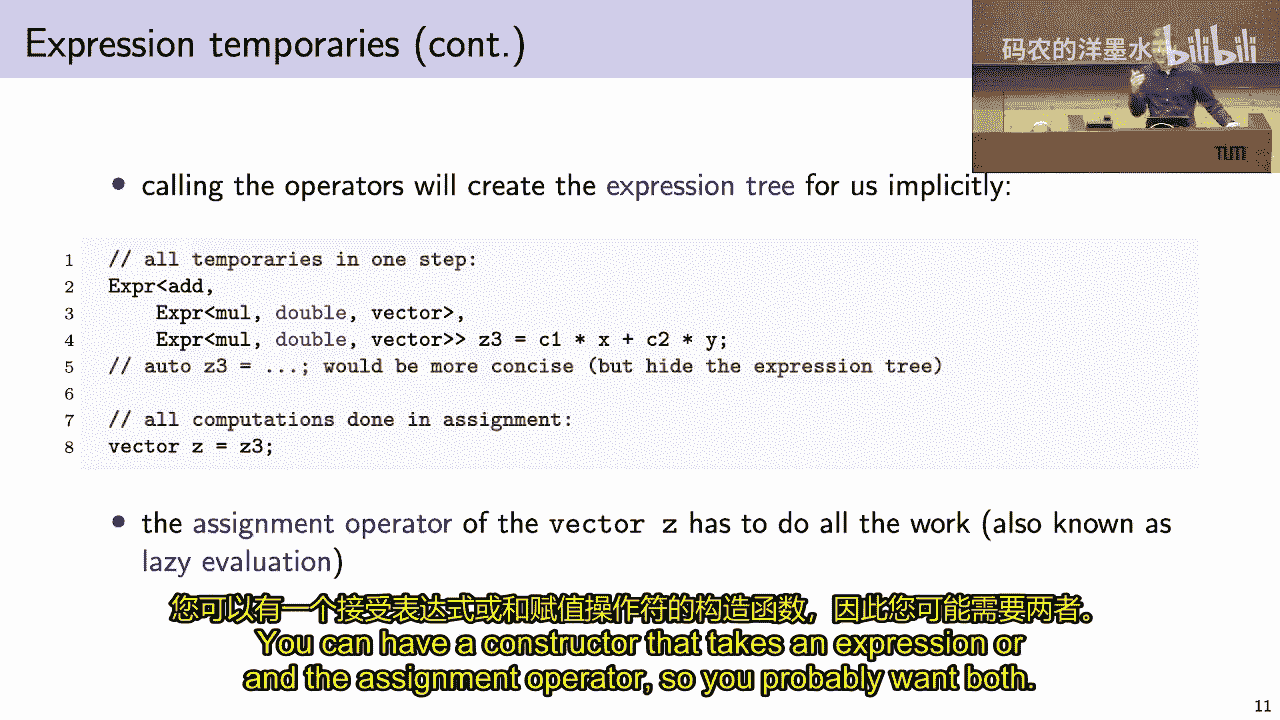 Expression temporaries (cont.)
码农的洋墨水 bilibili
TUM
• calling the operators will create the expression tree for us implicitly:
1 // all temporaries in one step:
2 Expr<add,
3 Expr<mul, double, vector>,
4 Expr<mul, double, vector>> z3 = c1 * x + c2 * y;
5 // auto z3 = ...; would be more concise (but hide the expression tree)
6
7 // all computations done in assignment:
8 vector z = z3;
• the assignment operator of the vector z has to do all the work (also known as
lazy evaluation)
您可以有一个接受表达式或和赋值操作符的构造函数，因此您可能需要两者。
You can have a constructor that takes an expression or
and the assignment operator, so you probably want both.
11